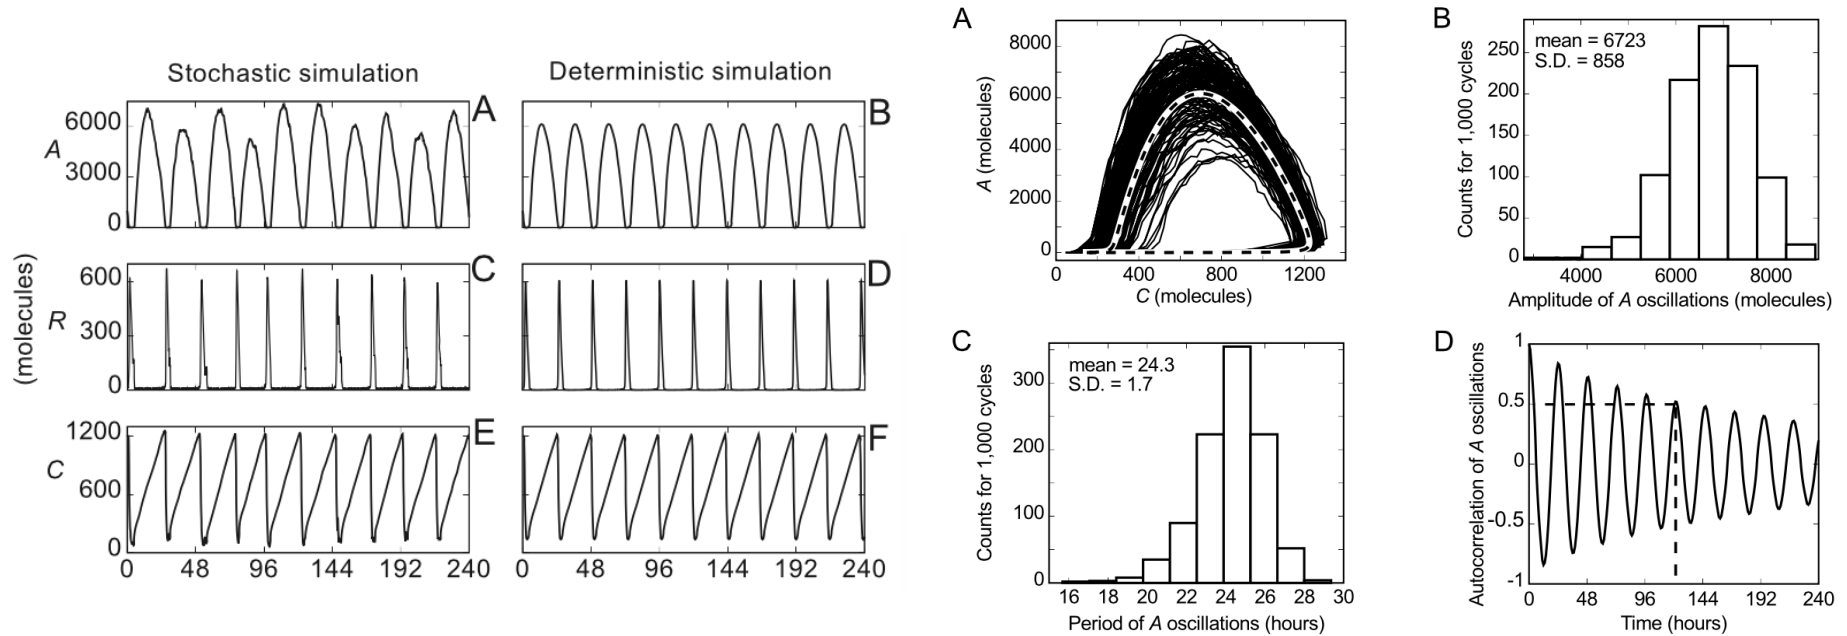 Stochastic simulation
Deterministic simulation
(molecules)
A
6000
3000
0
A
B
R
600
300
0
C
D
C
1200
600
0
E
F
0 48 96 144 192 240
0 48 96 144 192 240
A
A (molecules)
8000
6000
4000
2000
0
0 400 800 1200
C (molecules)
B
Counts for 1,000 cycles
mean = 6723
S.D. = 858
250
200
150
100
50
0
4000 6000 8000
Amplitude of A oscillations (molecules)
C
Counts for 1,000 cycles
mean = 24.3
S.D. = 1.7
300
200
100
0
16 18 20 22 24 26 28 30
Period of A oscillations (hours)
D
Autocorrelation of A oscillations
1
0.5
0
-0.5
-1
0 48 96 144 192 240
Time (hours)